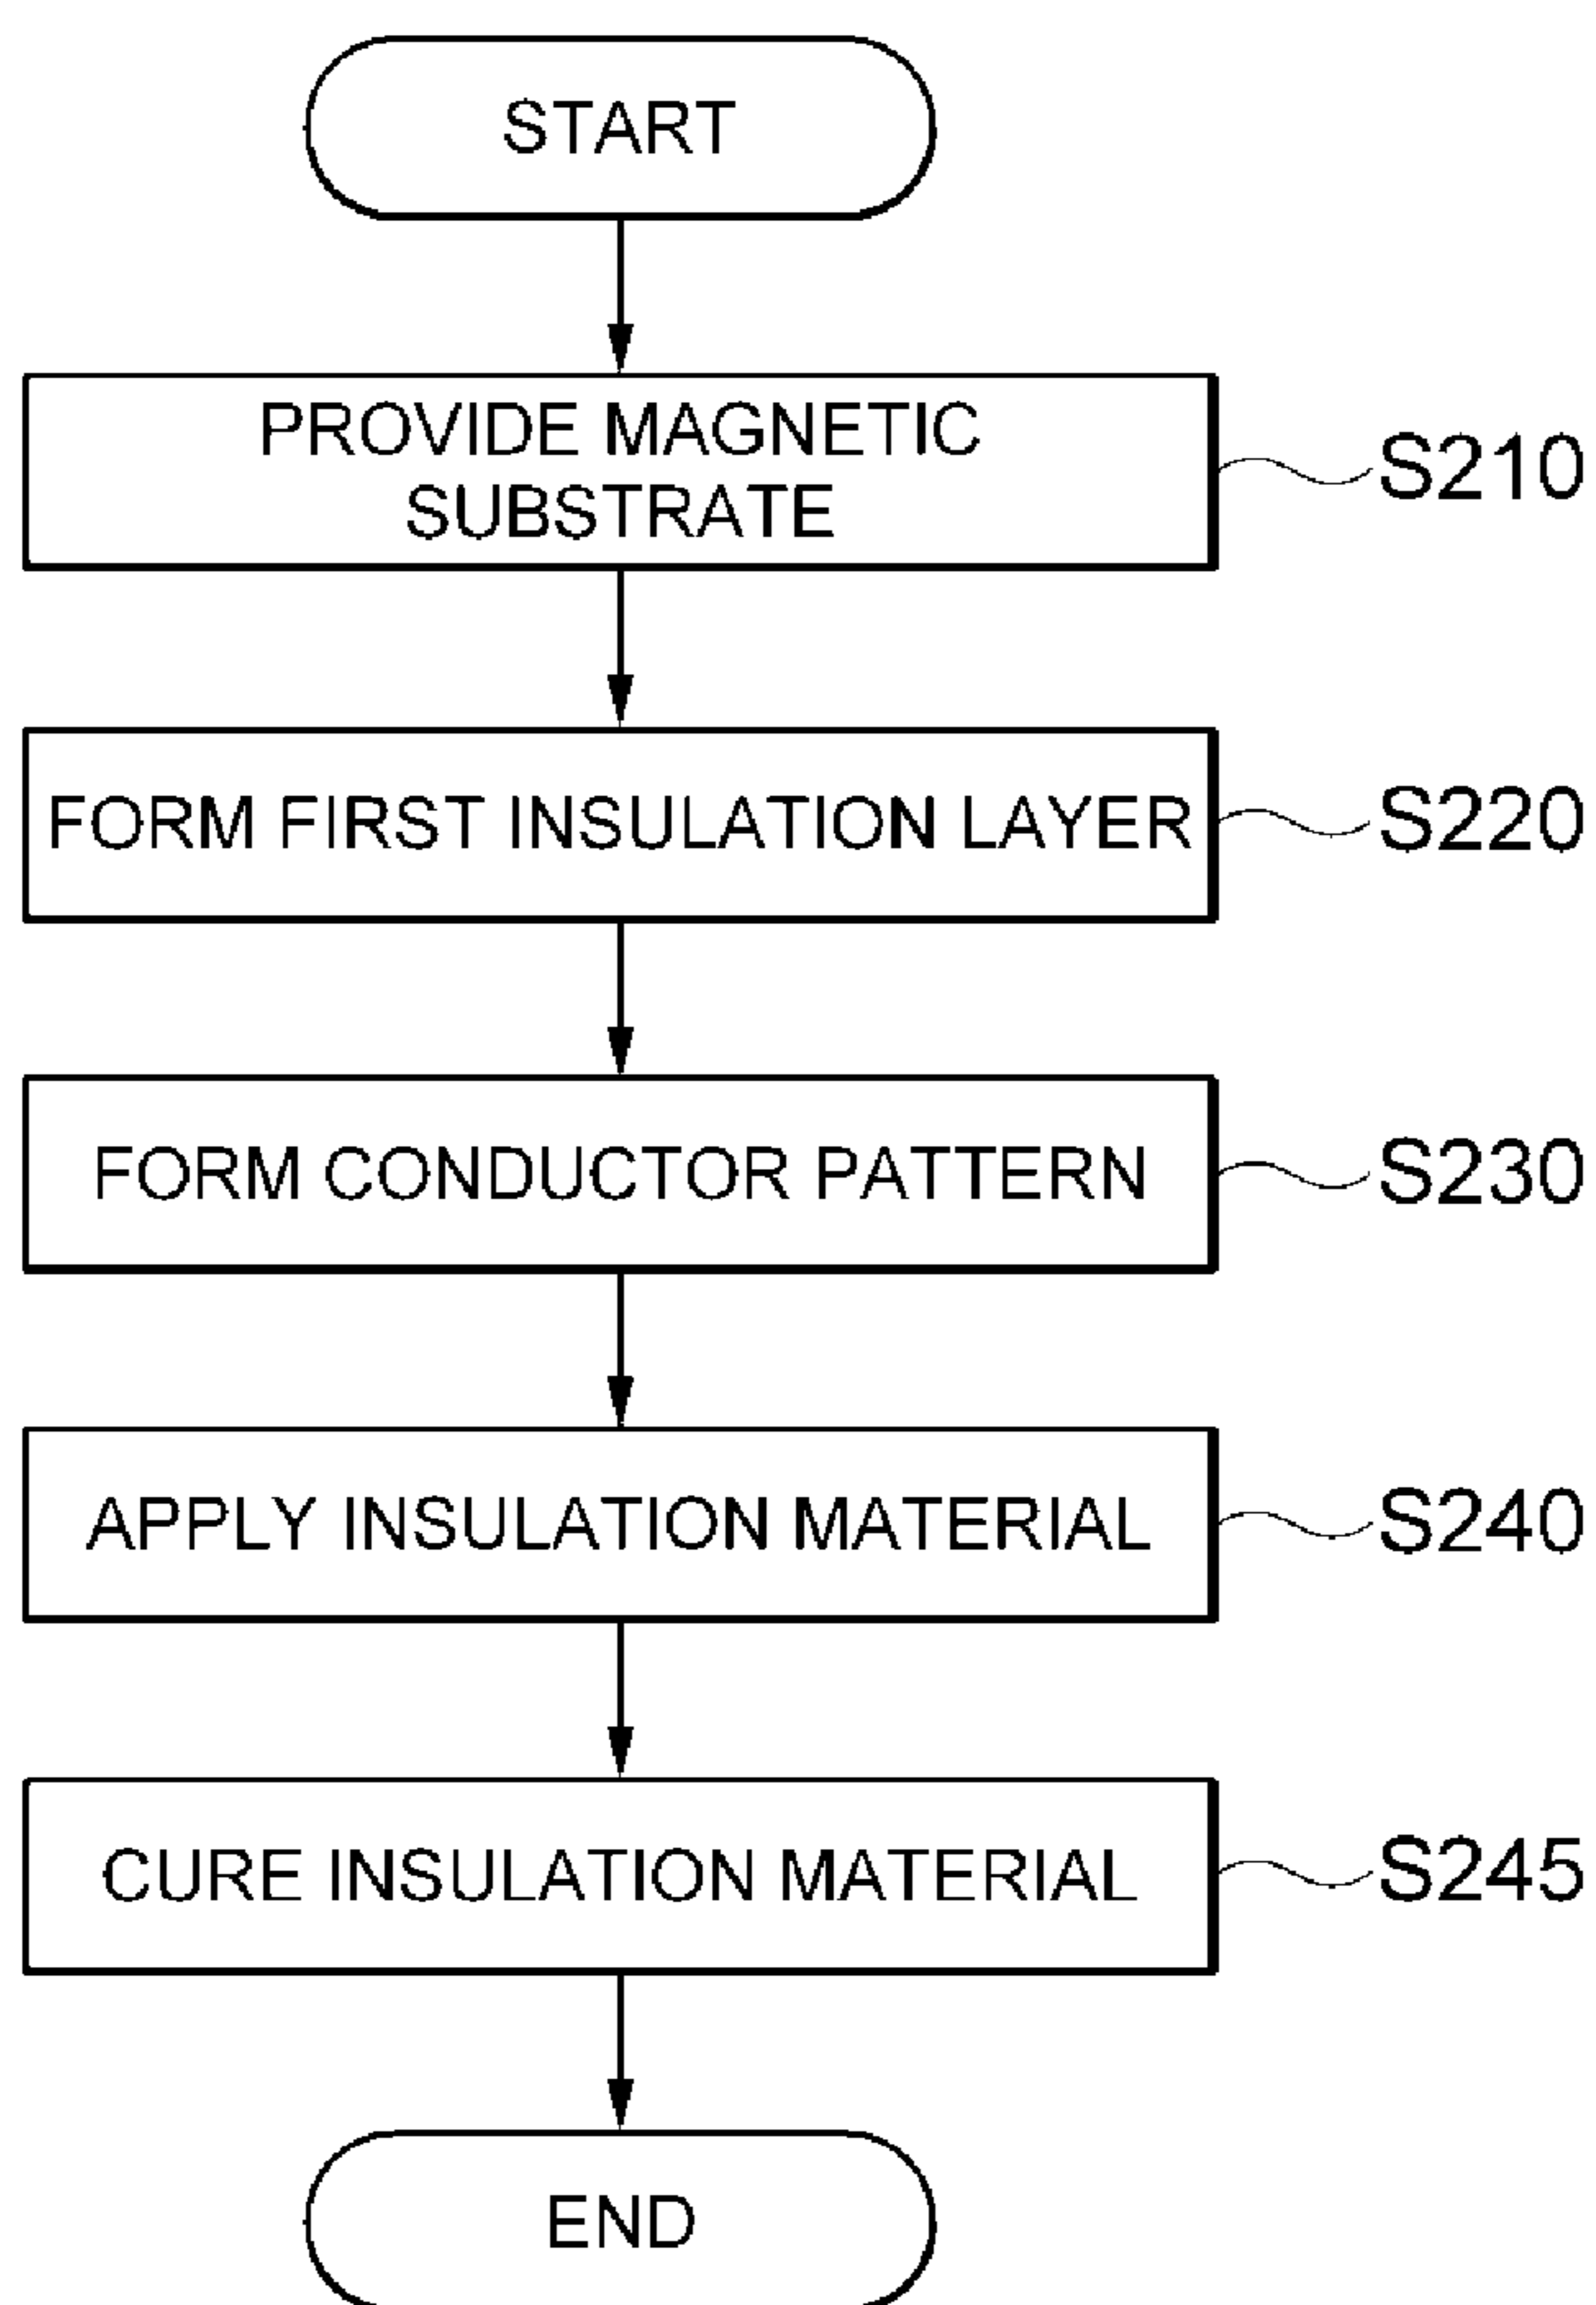 START
PROVIDE MAGNETIC
SUBSTRATE
S210
FORM FIRST INSULATION LAYER
S220
FORM CONDUCTOR PATTERN
S230
APPLY INSULATION MATERIAL
S240
CURE INSULATION MATERIAL
S245
END